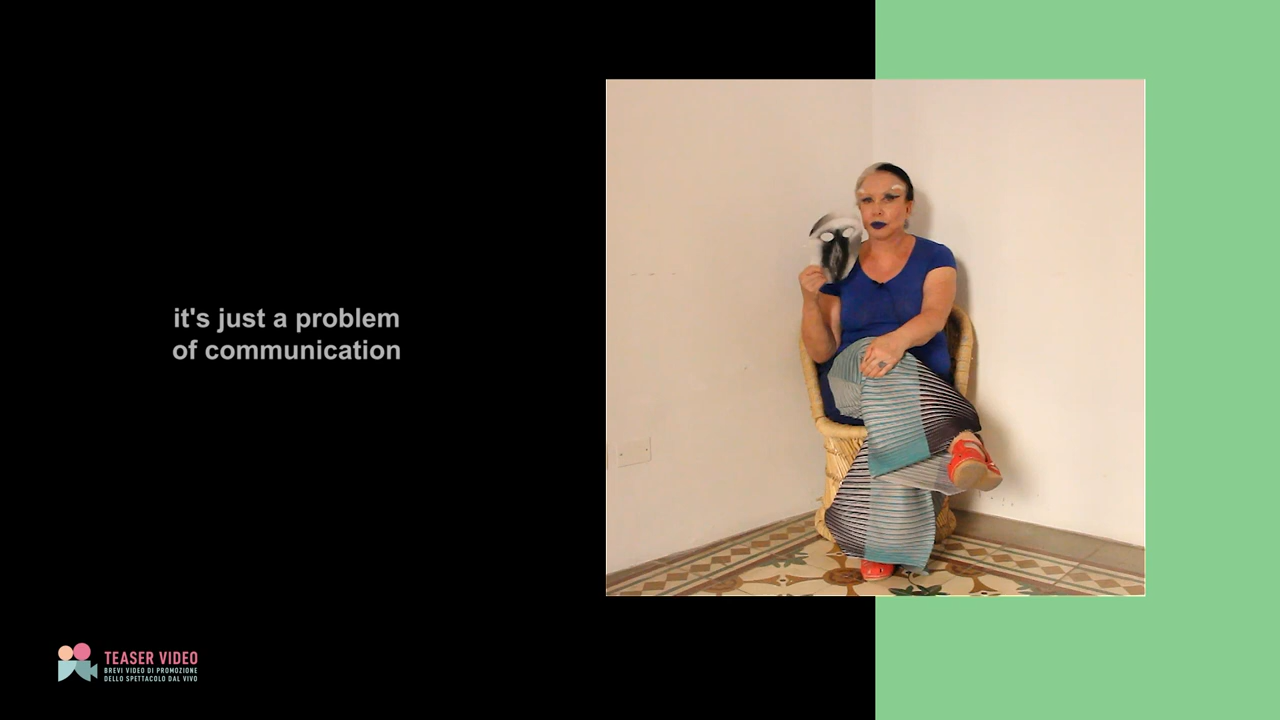 it's just a problem
of communication
TEASER VIDEO
BREVI VIDEO DI PROMOZIONE
DELLO SPETTACOLO DAL VIVO